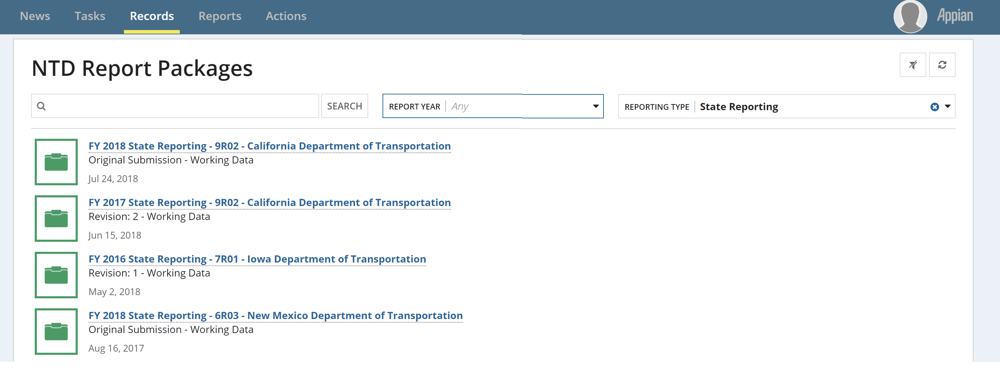 News Tasks Records Reports Actions Appian
NTD Report Packages
SEARCH REPORT YEAR Any REPORTING TYPE State Reporting
FY 2018 State Reporting - 9R02 - California Department of Transportation
Original Submission - Working Data
Jul 24, 2018
FY 2017 State Reporting - 9R02 - California Department of Transportation
Revision: 2 - Working Data
Jun 15, 2018
FY 2016 State Reporting - 7R01 - Iowa Department of Transportation
Revision: 1 - Working Data
May 2, 2018
FY 2018 State Reporting - 6R03 - New Mexico Department of Transportation
Original Submission - Working Data
Aug 16, 2017